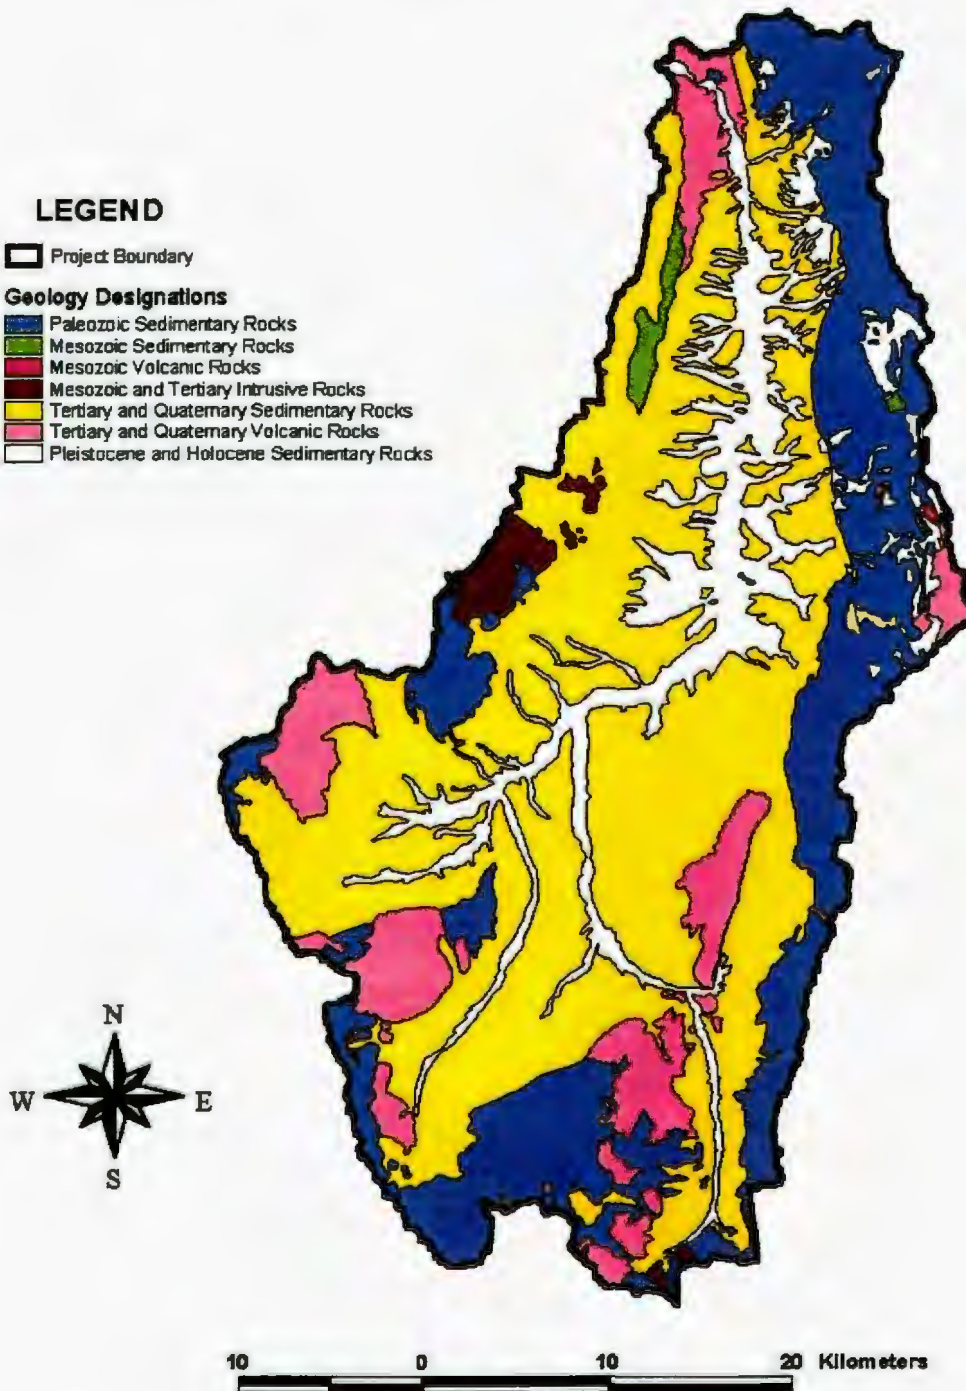 LEGEND
Project Boundary
Geology Designations
Paleozoic Sedimentary Rocks
Mesozoic Sedimentary Rocks
Mesozoic Volcanic Rocks
Mesozoic and Tertiary Intrusive Rocks
Tertiary and Quaternary Sedimentary Rocks
Tertiary and Quaternary Volcanic Rocks
Pleistocene and Holocene Sedimentary Rocks
N
W E
S
10 0 10 20 Kilometers